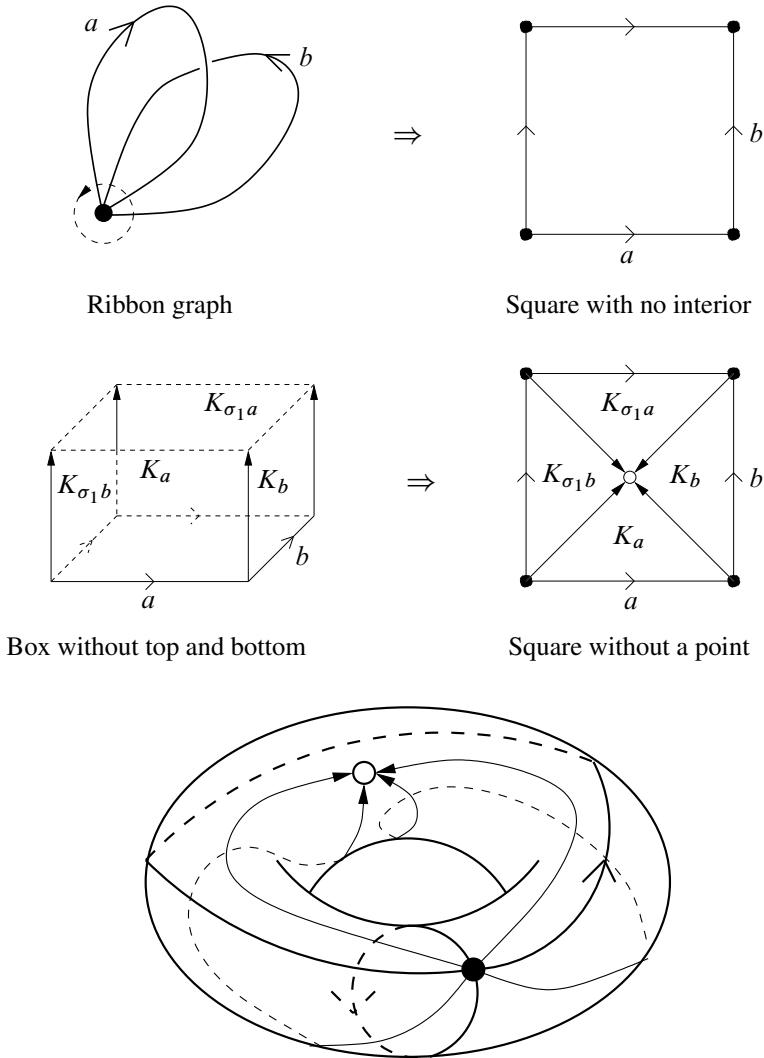 a
b
⇒
b
a
Ribbon graph
Square with no interior
K_{σ_1 a}
K_{σ_1 b}
K_a
K_b
b
a
⇒
K_{σ_1 a}
K_{σ_1 b}
K_b
b
K_a
a
Box without top and bottom
Square without a point